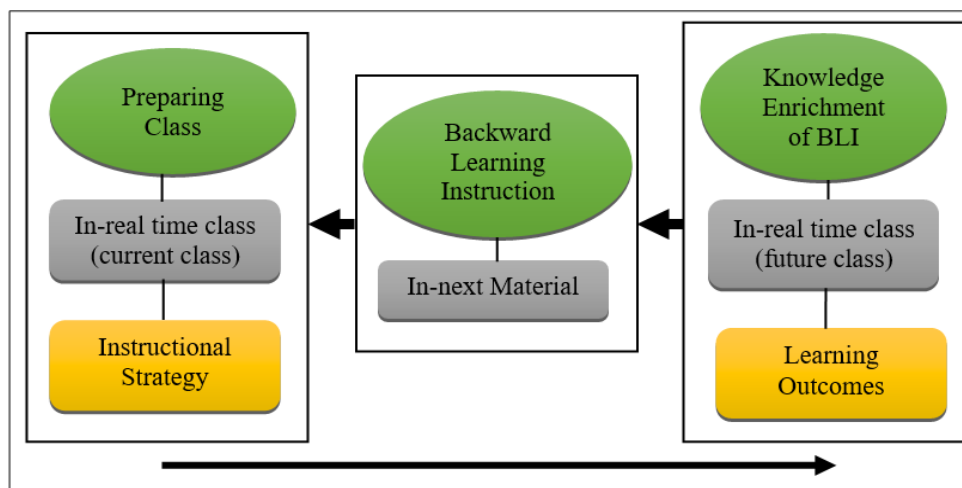 Preparing
Class
In-real time class
(current class)
Instructional
Strategy
Backward
Learning
Instruction
In-next Material
Knowledge
Enrichment
of BLI
In-real time class
(future class)
Learning
Outcomes